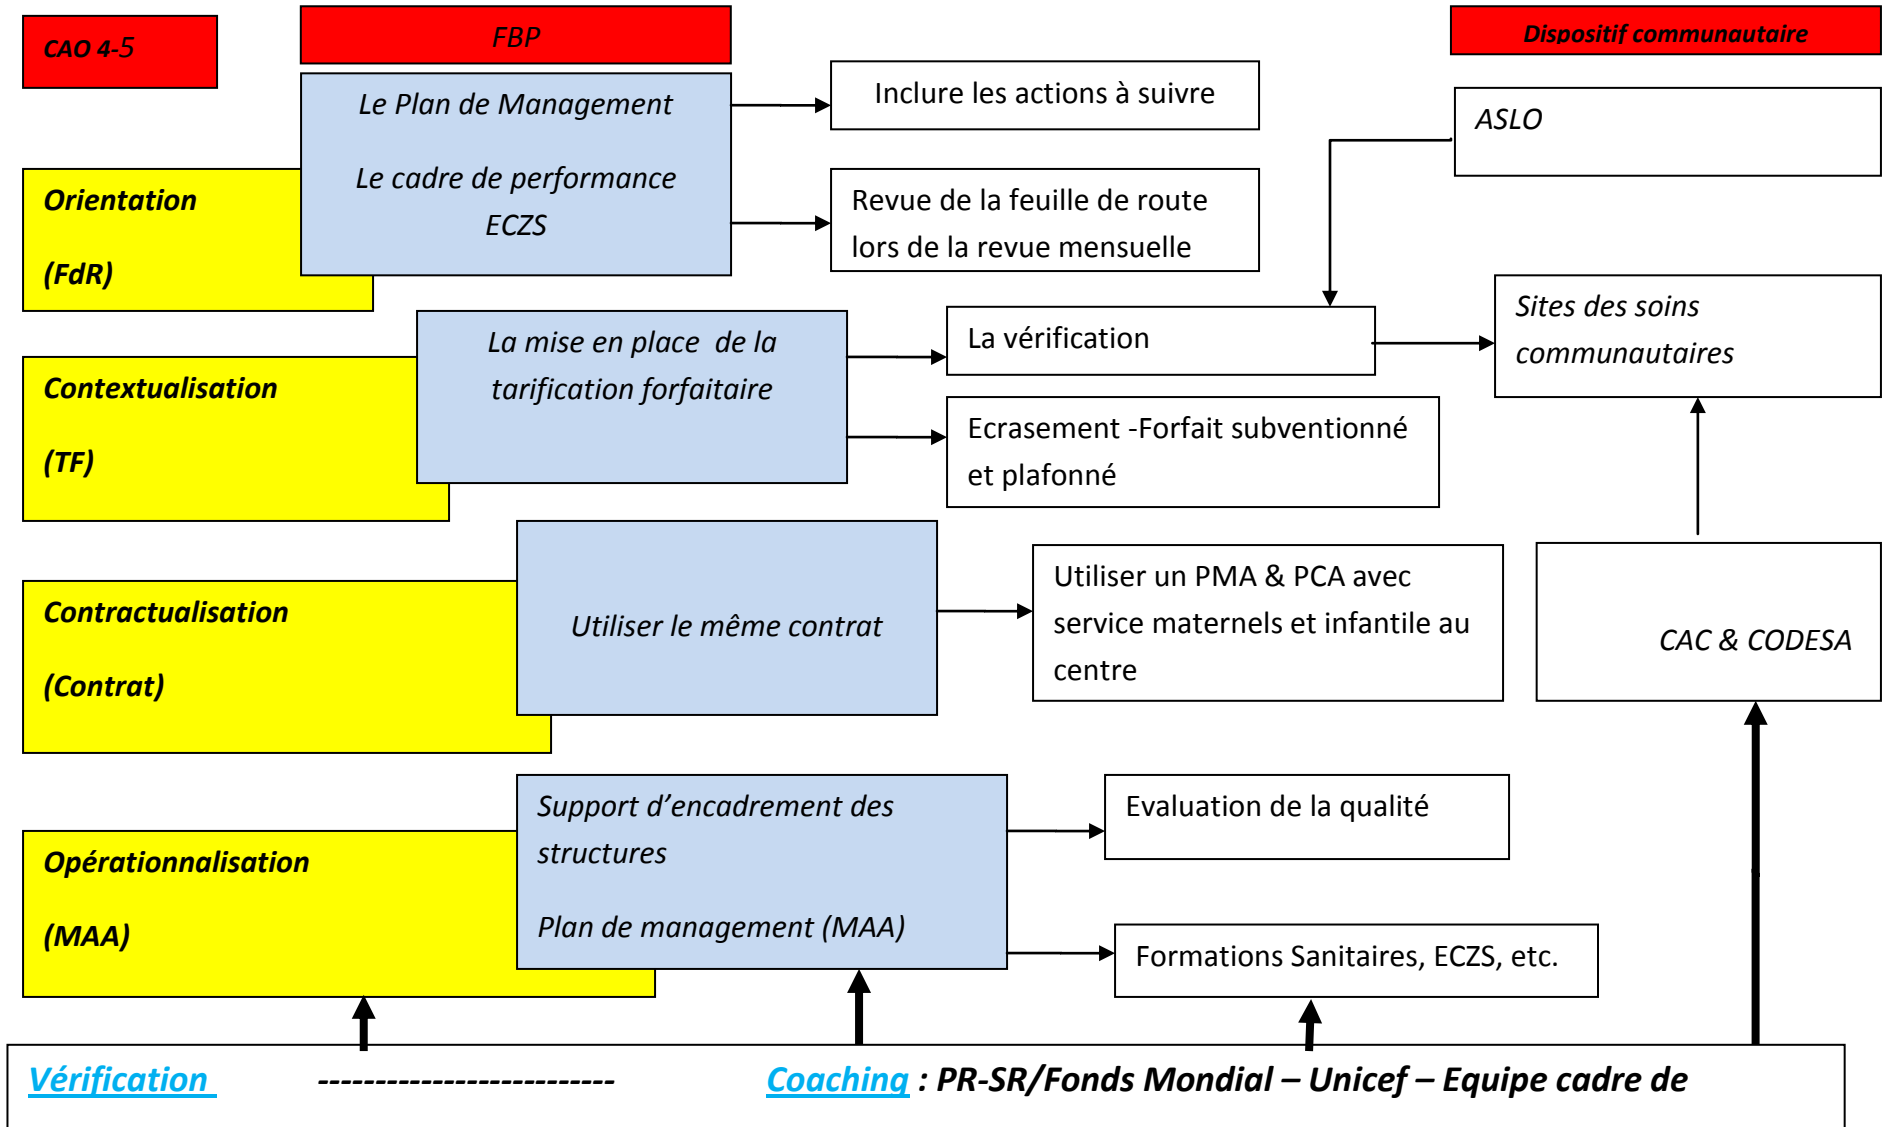 CAO 4-5
FBP
Dispositif communautaire
Le Plan de Management
Le cadre de performance
ECZS
Inclure les actions à suivre
ASLO
Orientation
(FdR)
Revue de la feuille de route
lors de la revue mensuelle
La mise en place de la
tarification forfaitaire
La vérification
Sites des soins
communautaires
Contextualisation
(TF)
Ecrasement -Forfait subventionné
et plafonné
Contractualisation
(Contrat)
Utiliser le même contrat
Utiliser un PMA & PCA avec
service maternels et infantile au
centre
CAC & CODESA
Opérationnalisation
(MAA)
Support d’encadrement des
structures
Plan de management (MAA)
Evaluation de la qualité
Formations Sanitaires, ECZS, etc.
Vérification -------------------------- Coaching : PR-SR/Fonds Mondial – Unicef – Equipe cadre de